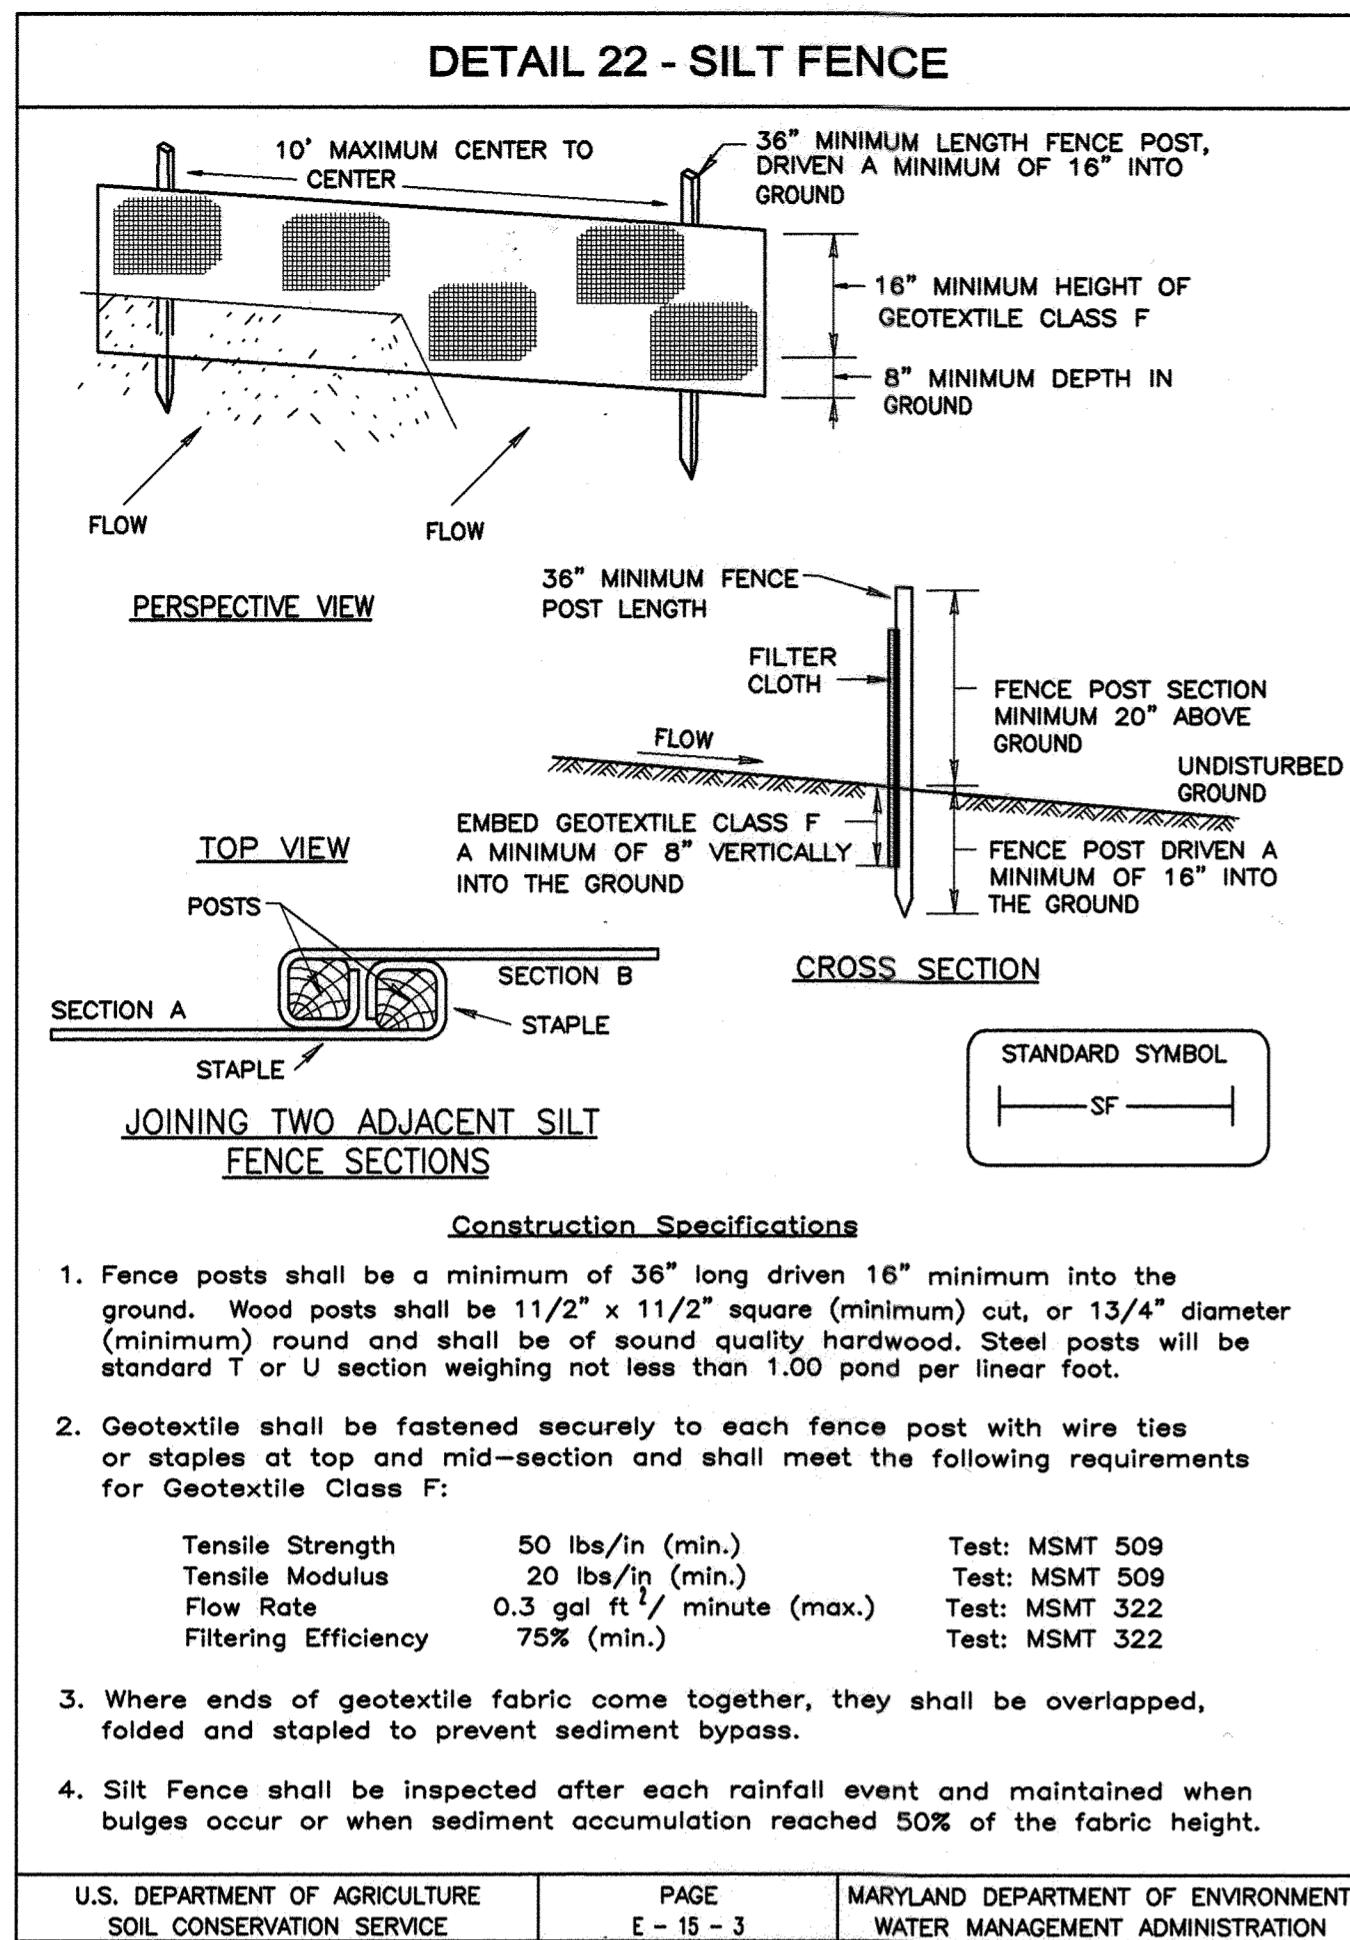 DETAIL 22 - SILT FENCE
10' MAXIMUM CENTER TO
CENTER
36" MINIMUM LENGTH FENCE POST,
DRIVEN A MINIMUM OF 16" INTO
GROUND
16" MINIMUM HEIGHT OF
GEOTEXTILE CLASS F
8" MINIMUM DEPTH IN
GROUND
FLOW
FLOW
PERSPECTIVE VIEW
36" MINIMUM FENCE
POST LENGTH
FILTER
CLOTH
FLOW
FENCE POST SECTION
MINIMUM 20" ABOVE
GROUND
UNDISTURBED
GROUND
EMBED GEOTEXTILE CLASS F
A MINIMUM OF 8" VERTICALLY
INTO THE GROUND
FENCE POST DRIVEN A
MINIMUM OF 16" INTO
THE GROUND
CROSS SECTION
TOP VIEW
POSTS
SECTION B
SECTION A
STAPLE
STAPLE
JOINING TWO ADJACENT SILT
FENCE SECTIONS
STANDARD SYMBOL
SF
Construction Specifications
1. Fence posts shall be a minimum of 36" long driven 16" minimum into the
ground. Wood posts shall be 11/2" x 11/2" square (minimum) cut, or 13/4" diameter
(minimum) round and shall be of sound quality hardwood. Steel posts will be
standard T or U section weighing not less than 1.00 pond per linear foot.
2. Geotextile shall be fastened securely to each fence post with wire ties
or staples at top and mid-section and shall meet the following requirements
for Geotextile Class F:
Tensile Strength 50 lbs/in (min.) Test: MSMT 509
Tensile Modulus 20 lbs/in (min.) Test: MSMT 509
Flow Rate 0.3 gal ft²/ minute (max.) Test: MSMT 322
Filtering Efficiency 75% (min.) Test: MSMT 322
3. Where ends of geotextile fabric come together, they shall be overlapped,
folded and stapled to prevent sediment bypass.
4. Silt Fence shall be inspected after each rainfall event and maintained when
bulges occur or when sediment accumulation reached 50% of the fabric height.
U.S. DEPARTMENT OF AGRICULTURE
SOIL CONSERVATION SERVICE
PAGE
E - 15 - 3
MARYLAND DEPARTMENT OF ENVIRONMENT
WATER MANAGEMENT ADMINISTRATION